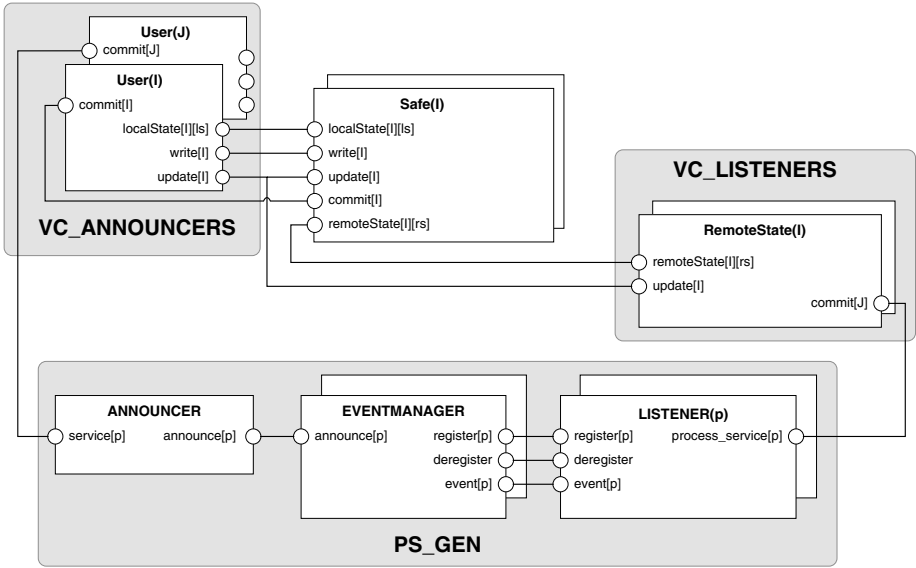 User(J)
commit[J]
User(I)
commit[I]
localState[I][ls]
write[I]
update[I]
VC_ANNOUNCERS
Safe(I)
localState[I][ls]
write[I]
update[I]
commit[I]
remoteState[I][rs]
VC_LISTENERS
RemoteState(I)
remoteState[I][rs]
update[I]
commit[J]
ANNOUNCER
service[p] announce[p]
EVENTMANAGER
announce[p] register[p]
deregister
event[p]
LISTENER(p)
register[p] process_service[p]
deregister
event[p]
PS_GEN